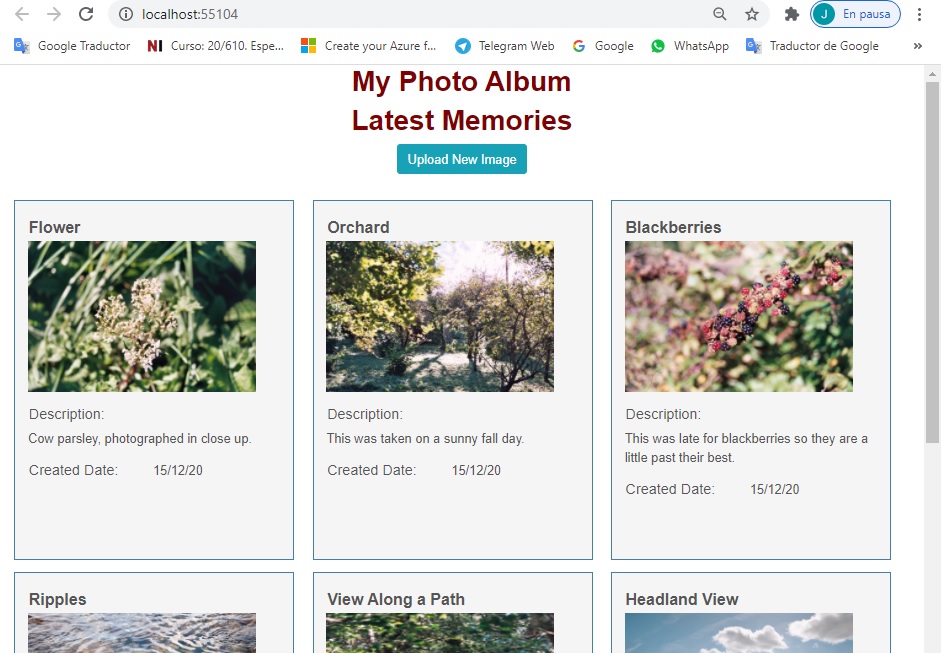 localhost:55104
J En pausa
Google Traductor NI Curso: 20/610. Espe... Create your Azure f... Telegram Web Google WhatsApp Traductor de Google »
My Photo Album
Latest Memories
Upload New Image
Flower Orchard Blackberries
Description: Description: Description:
Cow parsley, photographed in close up. This was taken on a sunny fall day. This was late for blackberries so they are a
little past their best.
Created Date: 15/12/20 Created Date: 15/12/20
Created Date: 15/12/20
Ripples View Along a Path Headland View